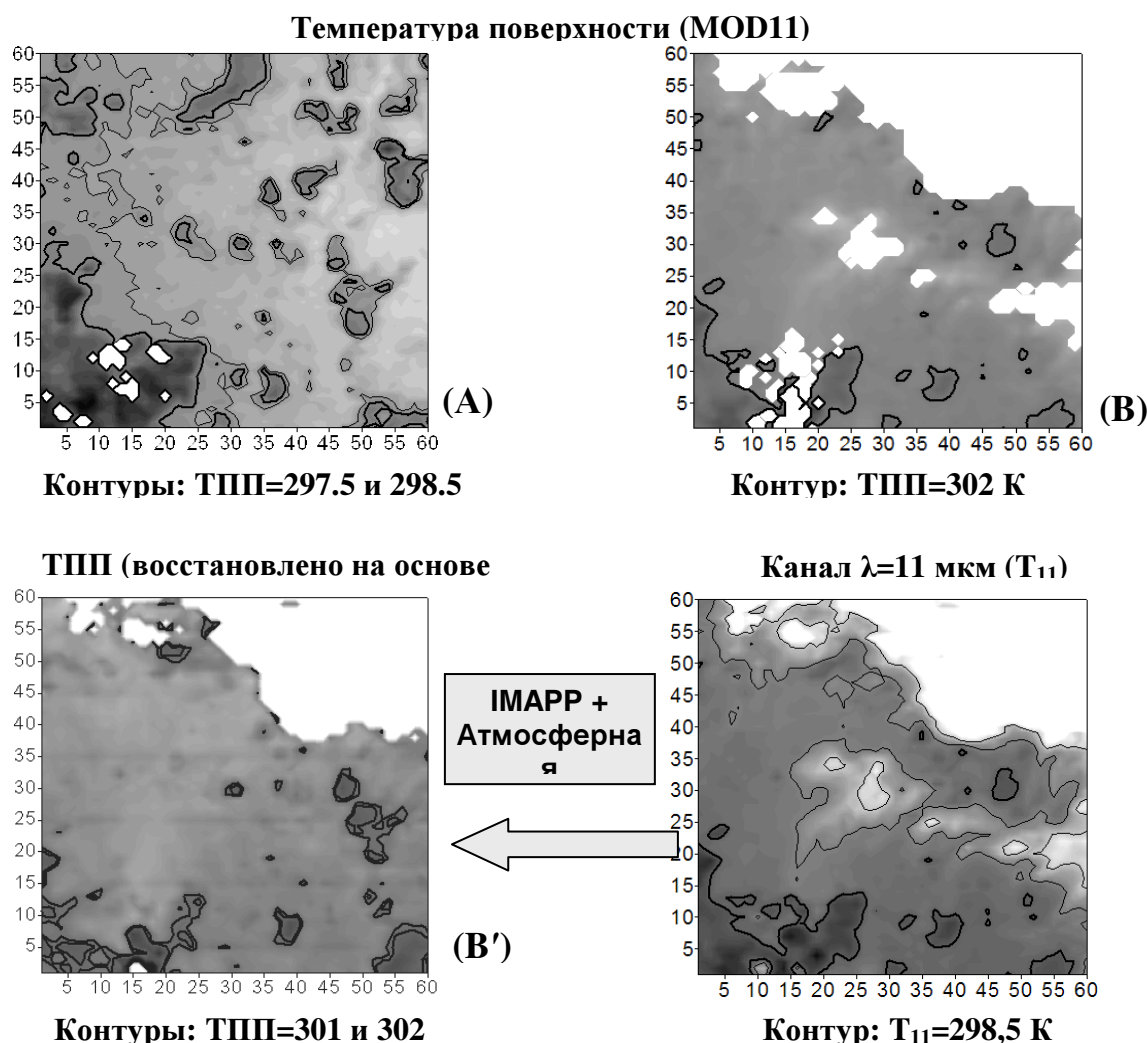 Температура поверхности (MOD11)
60
55
50
45
40
35
30
25
20
15
10
5
5 10 15 20 25 30 35 40 45 50 55 60
(A)
Контуры: ТПП=297.5 и 298.5
60
55
50
45
40
35
30
25
20
15
10
5
5 10 15 20 25 30 35 40 45 50 55 60
(B)
Контур: ТПП=302 К
ТПП (восстановлено на основе
60
55
50
45
40
35
30
25
20
15
10
5
5 10 15 20 25 30 35 40 45 50 55 60
(B′)
Контуры: ТПП=301 и 302
IMAPP +
Атмосферна
я
Канал λ=11 мкм (T₁₁)
60
55
50
45
40
35
30
25
20
15
10
5
5 10 15 20 25 30 35 40 45 50 55 60
Контур: T₁₁=298,5 К